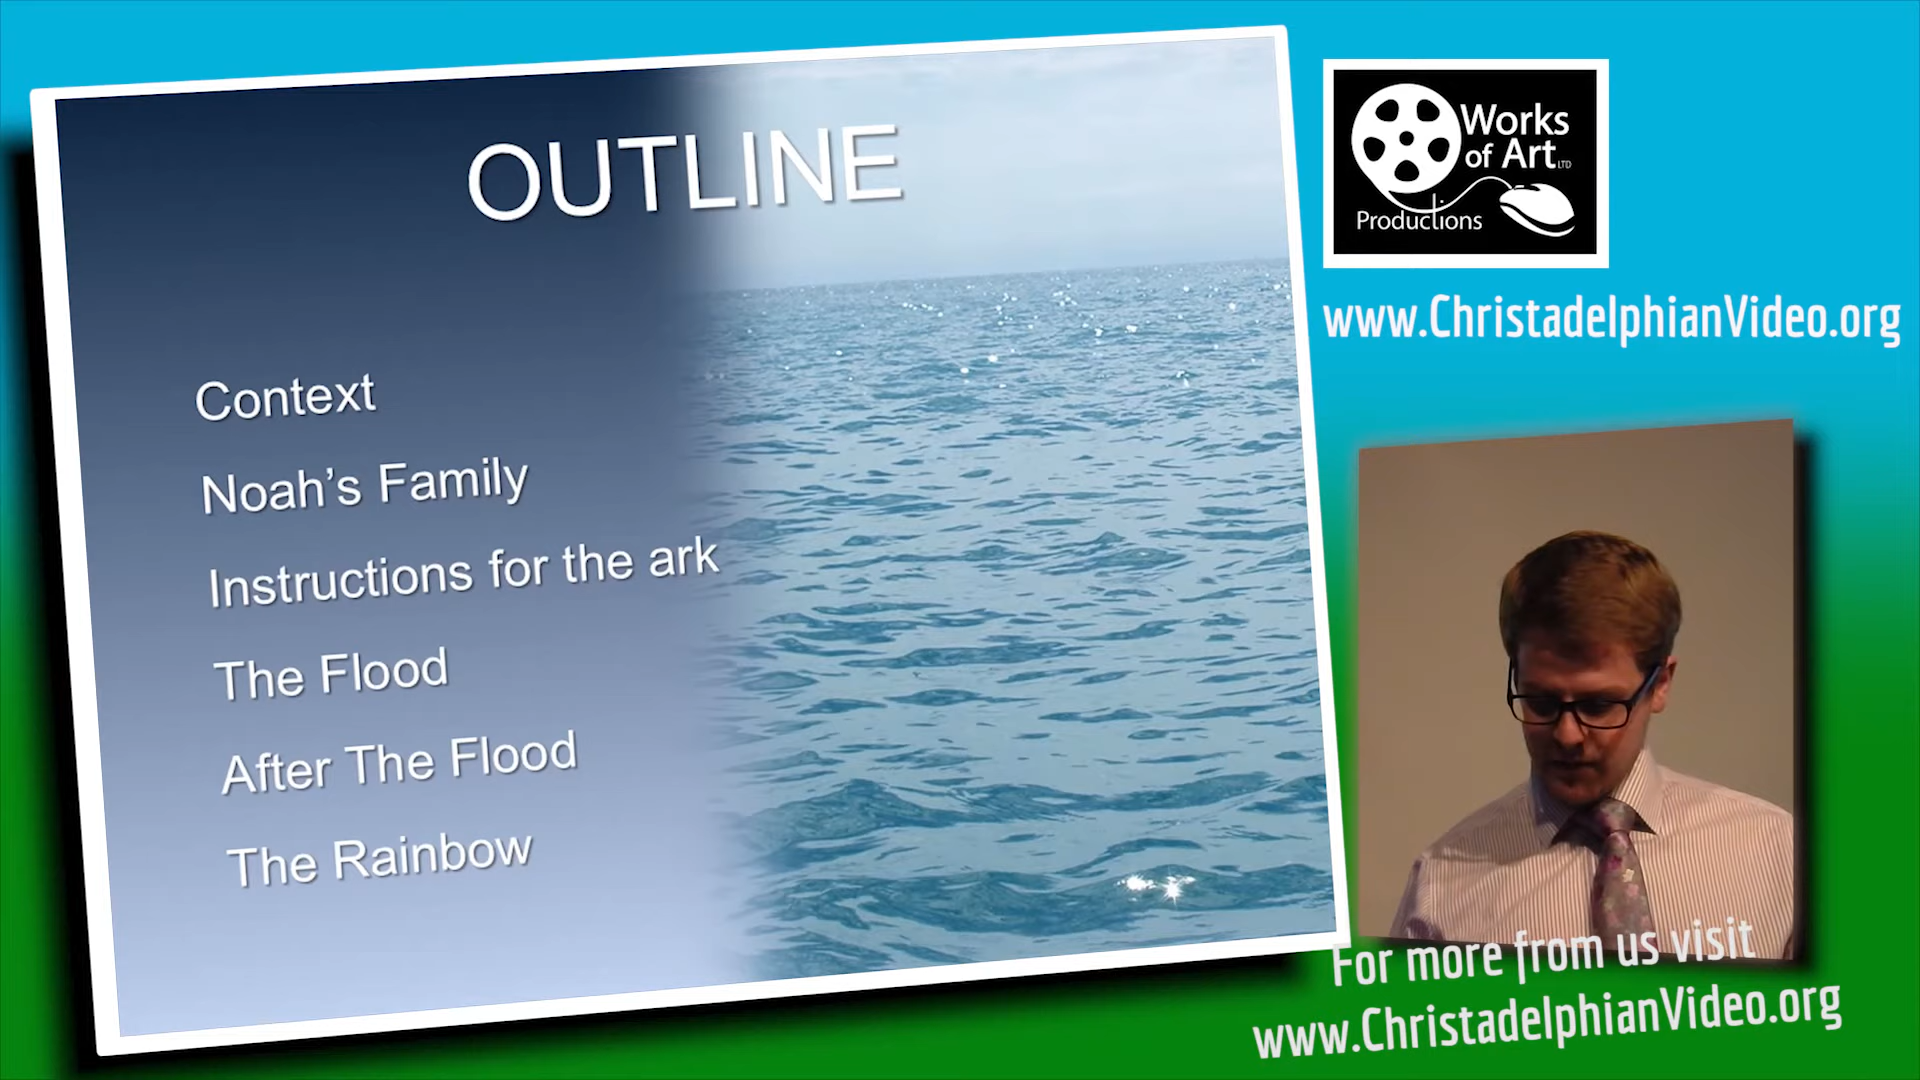 OUTLINE
Context
Noah's Family
Instructions for the ark
The Flood
After The Flood
The Rainbow
Works
of Art LTD
Productions
www.ChristadelphianVideo.org
For more from us visit
www.ChristadelphianVideo.org